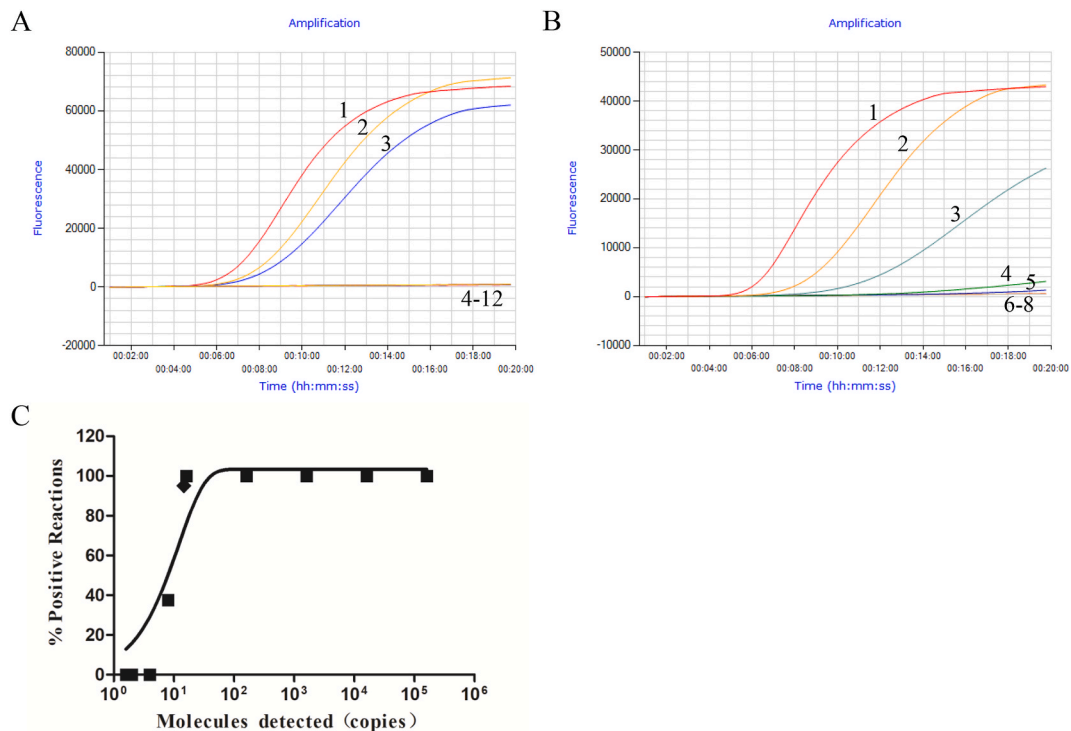 A
Amplification
80000
60000
40000
20000
0
-20000
Fluorescence
1
2
3
4-12
00:02:00 00:06:00 00:10:00 00:14:00 00:18:00
00:04:00 00:08:00 00:12:00 00:16:00 00:20:00
Time (hh:mm:ss)
B
Amplification
50000
40000
30000
20000
10000
0
-10000
Fluorescence
1
2
3
4
5
6-8
00:02:00 00:06:00 00:10:00 00:14:00 00:18:00
00:04:00 00:08:00 00:12:00 00:16:00 00:20:00
Time (hh:mm:ss)
C
120
100
80
60
40
20
0
% Positive Reactions
10⁰ 10¹ 10² 10³ 10⁴ 10⁵ 10⁶
Molecules detected (copies)